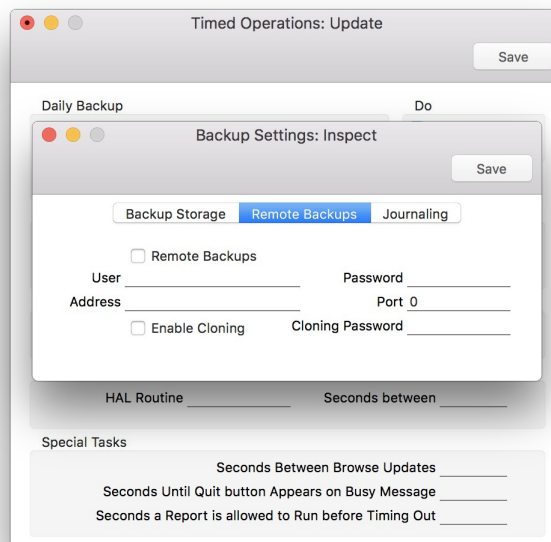 Timed Operations: Update
Save
Daily Backup Do
Backup Settings: Inspect
Save
Backup Storage Remote Backups Journaling
Remote Backups
User Password
Address Port 0
Enable Cloning Cloning Password
HAL Routine Seconds between
Special Tasks
Seconds Between Browse Updates
Seconds Until Quit button Appears on Busy Message
Seconds a Report is allowed to Run before Timing Out